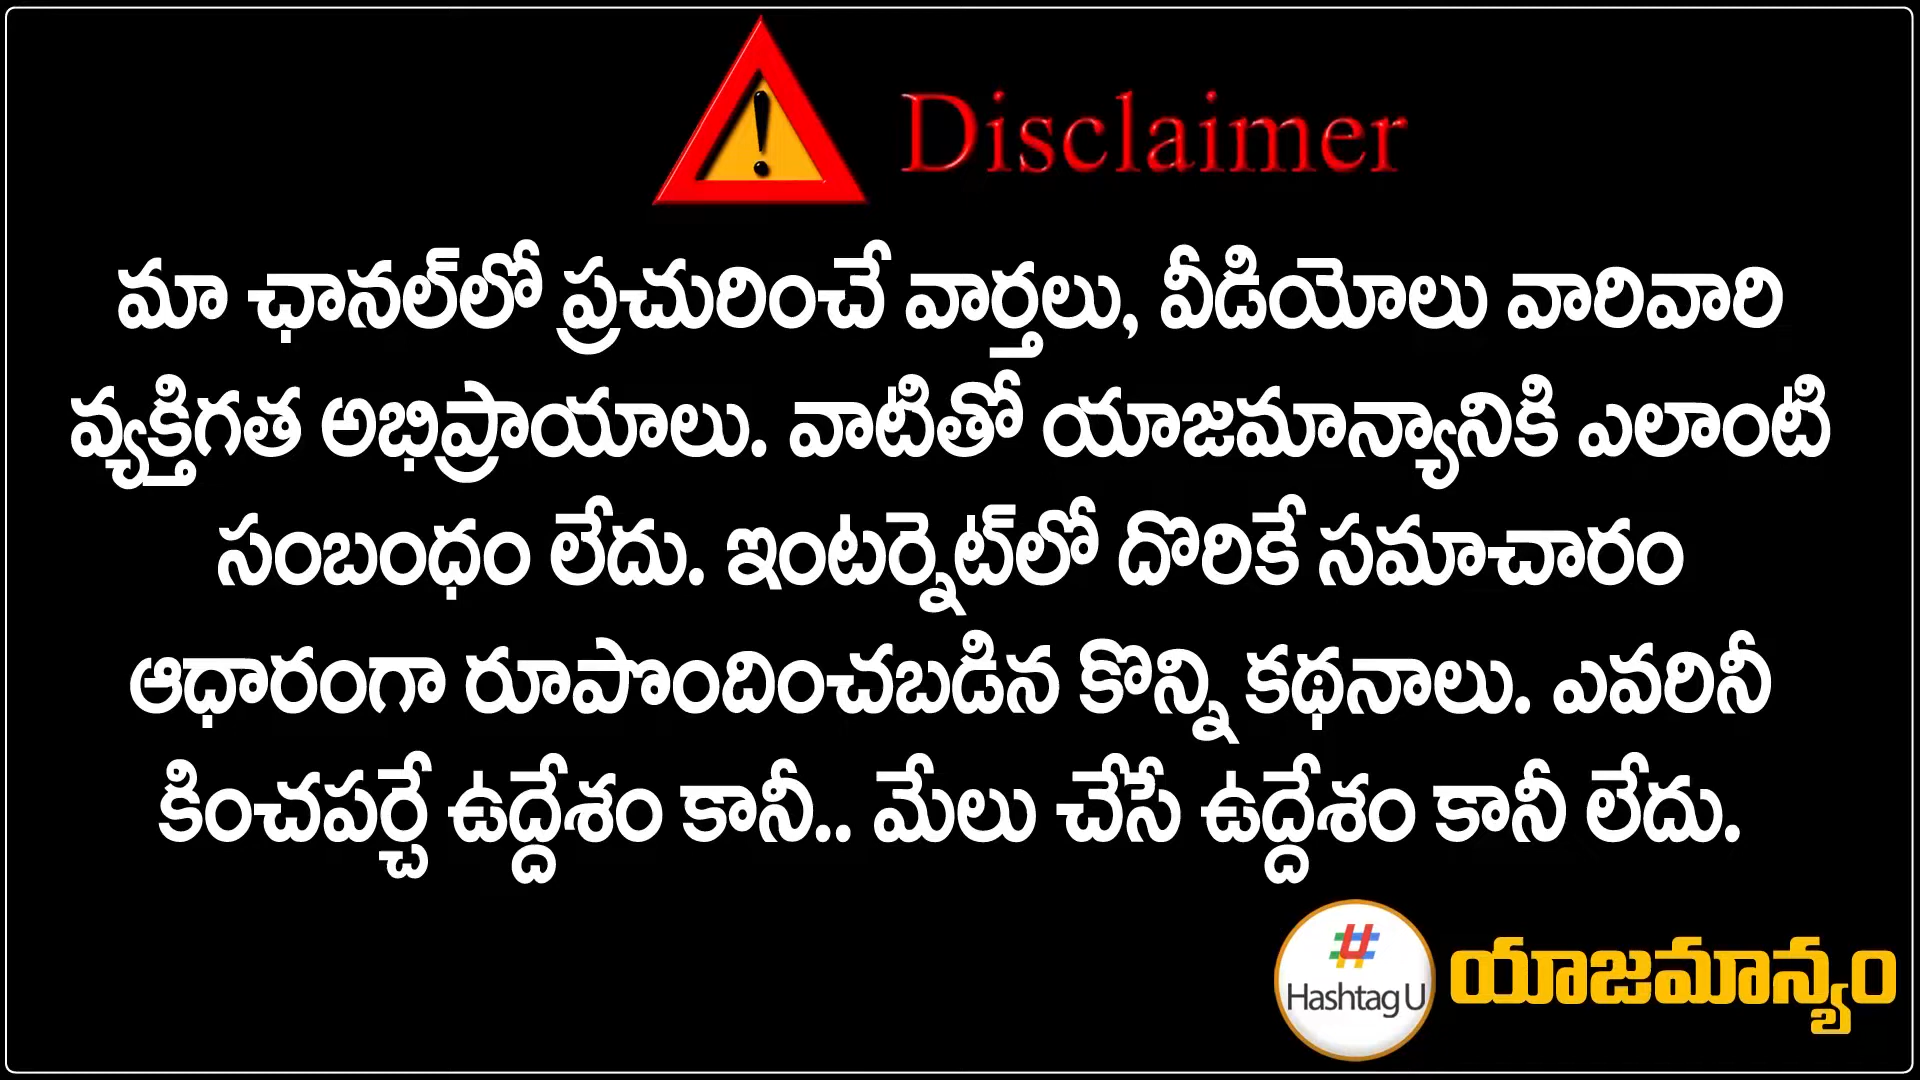 Disclaimer
మా ఛానల్‌లో ప్రచురించే వార్తలు, వీడియోలు వారివారి
వ్యక్తిగత అభిప్రాయాలు. వాటితో యాజమాన్యానికి ఎలాంటి
సంబంధం లేదు. ఇంటర్నెట్‌లో దొరికే సమాచారం
ఆధారంగా రూపొందించబడిన కొన్ని కథనాలు. ఎవరినీ
కించపర్చే ఉద్దేశం కానీ.. మేలు చేసే ఉద్దేశం కానీ లేదు.
#
Hashtag U
యాజమాన్యం